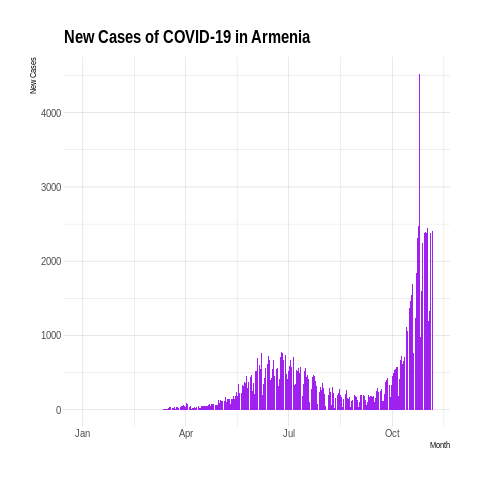 New Cases of COVID-19 in Armenia
New Cases
4000
3000
2000
1000
0
Jan Apr Jul Oct
Month